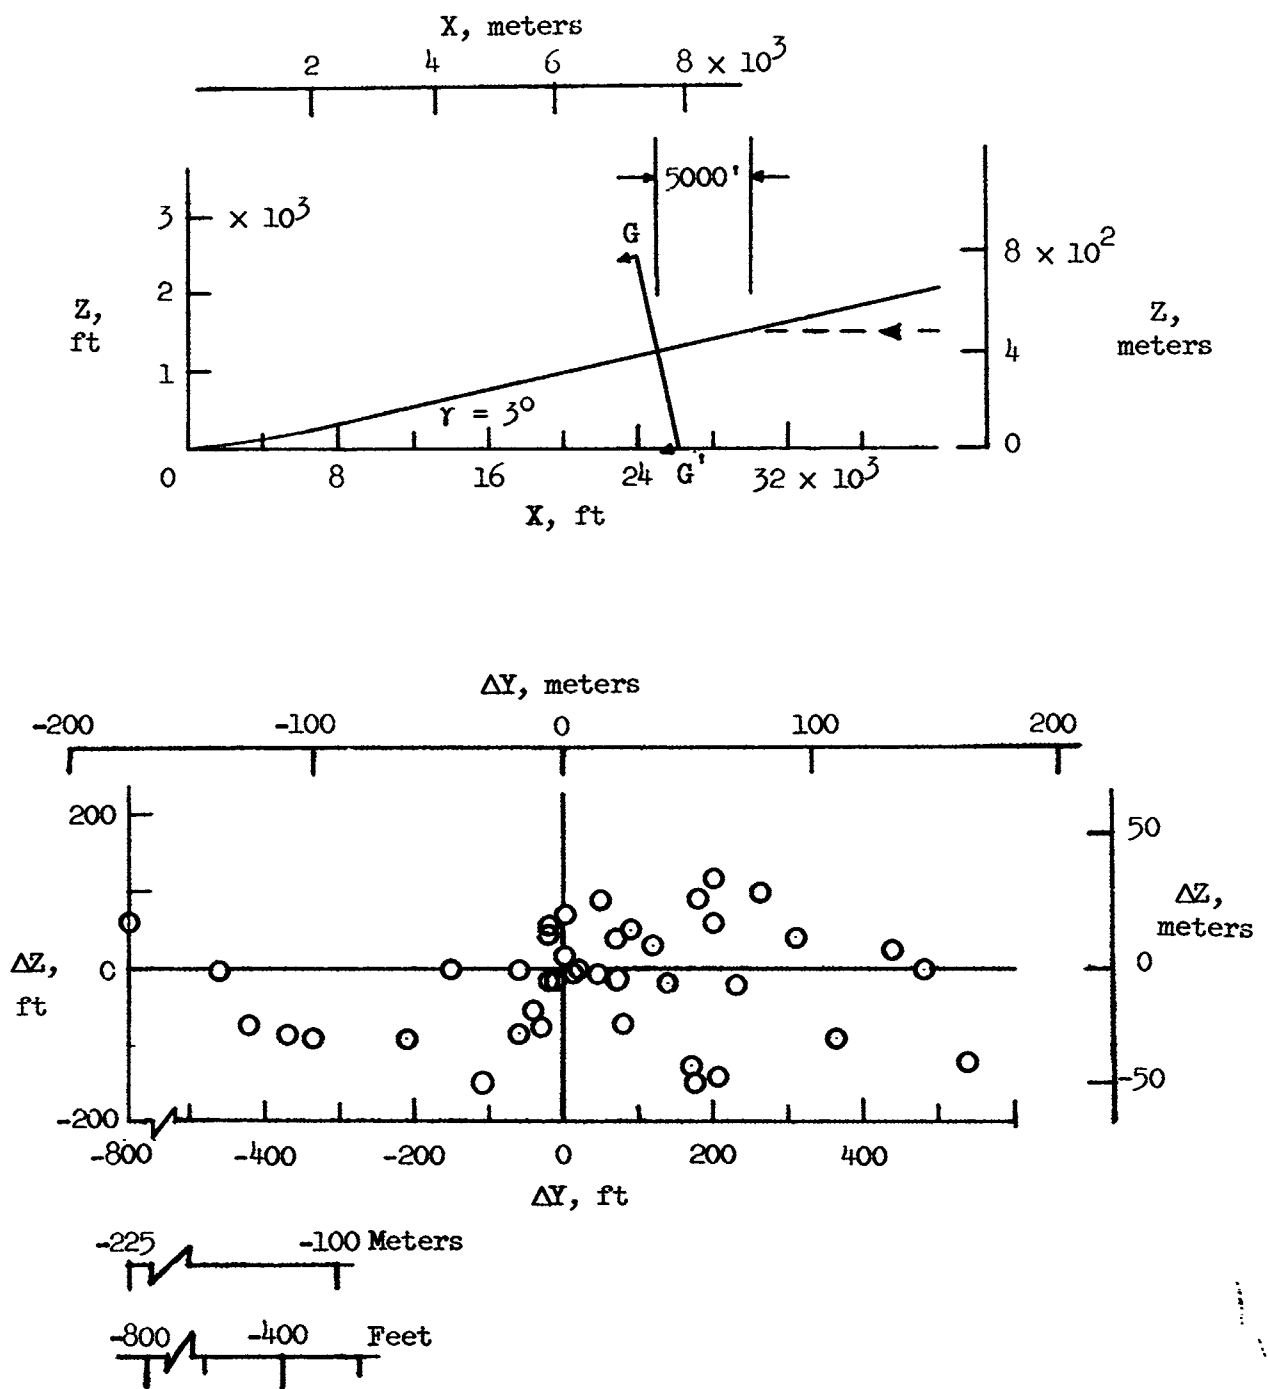 X, meters
2 4 6 8 × 10³
5000'
3 × 10³
G
8 × 10²
2
Z,
ft
Z,
meters
4
1
γ = 3°
0
0 8 16 24 G' 32 × 10³
X, ft
ΔY, meters
-200 -100 0 100 200
200
50
ΔZ,
meters
ΔZ,
ft
0
0
-50
-200
-800 -400 -200 0 200 400
ΔY, ft
-225 -100 Meters
-800 -400 Feet